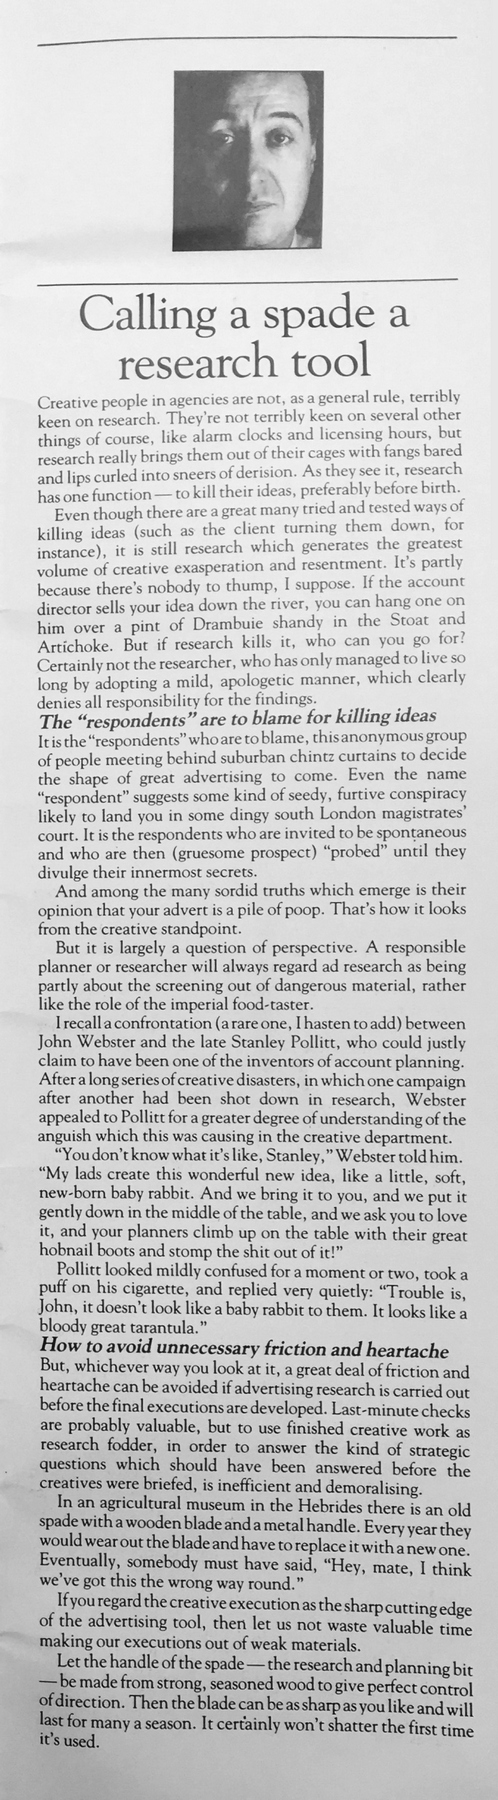 Calling a spade a
research tool
Creative people in agencies are not, as a general rule, terribly
keen on research. They're not terribly keen on several other
things of course, like alarm clocks and licensing hours, but
research really brings them out of their cages with fangs bared
and lips curled into sneers of derision. As they see it, research
has one function — to kill their ideas, preferably before birth.
Even though there are a great many tried and tested ways of
killing ideas (such as the client turning them down, for
instance), it is still research which generates the greatest
volume of creative exasperation and resentment. It's partly
because there's nobody to thump, I suppose. If the account
director sells your idea down the river, you can hang one on
him over a pint of Drambuie shandy in the Stoat and
Artichoke. But if research kills it, who can you go for?
Certainly not the researcher, who has only managed to live so
long by adopting a mild, apologetic manner, which clearly
denies all responsibility for the findings.
The "respondents" are to blame for killing ideas
It is the "respondents" who are to blame, this anonymous group
of people meeting behind suburban chintz curtains to decide
the shape of great advertising to come. Even the name
"respondent" suggests some kind of seedy, furtive conspiracy
likely to land you in some dingy south London magistrates'
court. It is the respondents who are invited to be spontaneous
and who are then (gruesome prospect) "probed" until they
divulge their innermost secrets.
And among the many sordid truths which emerge is their
opinion that your advert is a pile of poop. That's how it looks
from the creative standpoint.
But it is largely a question of perspective. A responsible
planner or researcher will always regard ad research as being
partly about the screening out of dangerous material, rather
like the role of the imperial food-taster.
I recall a confrontation (a rare one, I hasten to add) between
John Webster and the late Stanley Pollitt, who could justly
claim to have been one of the inventors of account planning.
After a long series of creative disasters, in which one campaign
after another had been shot down in research, Webster
appealed to Pollitt for a greater degree of understanding of the
anguish which this was causing in the creative department.
"You don't know what it's like, Stanley," Webster told him.
"My lads create this wonderful new idea, like a little, soft,
new-born baby rabbit. And we bring it to you, and we put it
gently down in the middle of the table, and we ask you to love
it, and your planners climb up on the table with their great
hobnail boots and stomp the shit out of it!"
Pollitt looked mildly confused for a moment or two, took a
puff on his cigarette, and replied very quietly: "Trouble is,
John, it doesn't look like a baby rabbit to them. It looks like a
bloody great tarantula."
How to avoid unnecessary friction and heartache
But, whichever way you look at it, a great deal of friction and
heartache can be avoided if advertising research is carried out
before the final executions are developed. Last-minute checks
are probably valuable, but to use finished creative work as
research fodder, in order to answer the kind of strategic
questions which should have been answered before the
creatives were briefed, is inefficient and demoralising.
In an agricultural museum in the Hebrides there is an old
spade with a wooden blade and a metal handle. Every year they
would wear out the blade and have to replace it with a new one.
Eventually, somebody must have said, "Hey, mate, I think
we've got this the wrong way round."
If you regard the creative execution as the sharp cutting edge
of the advertising tool, then let us not waste valuable time
making our executions out of weak materials.
Let the handle of the spade — the research and planning bit
— be made from strong, seasoned wood to give perfect control
of direction. Then the blade can be as sharp as you like and will
last for many a season. It certainly won't shatter the first time
it's used.